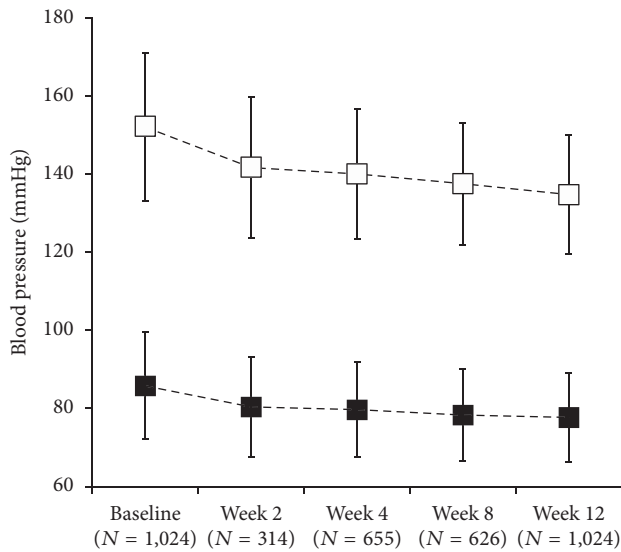 180
160
140
120
100
80
60
Blood pressure (mmHg)
Baseline Week 2 Week 4 Week 8 Week 12
(N = 1,024) (N = 314) (N = 655) (N = 626) (N = 1,024)